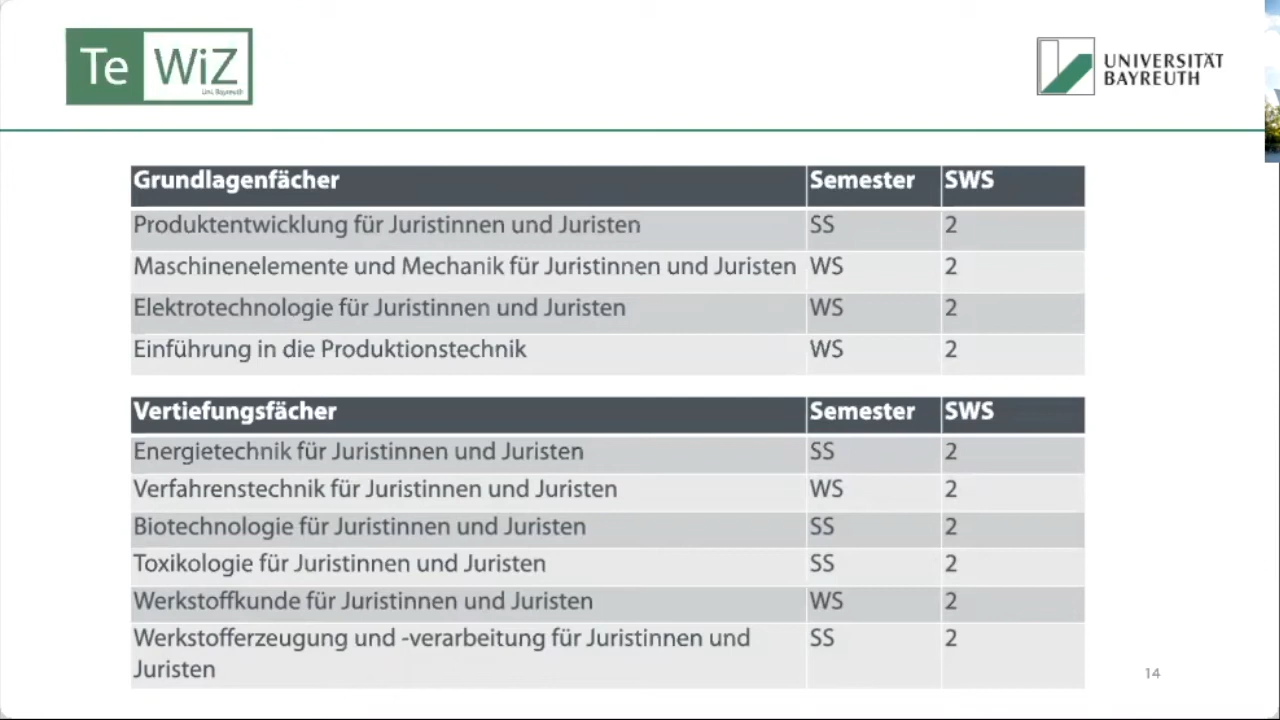 Te WiZ
Uni. Bayreuth
UNIVERSITÄT
BAYREUTH
Grundlagenfächer Semester SWS
Produktentwicklung für Juristinnen und Juristen SS 2
Maschinenelemente und Mechanik für Juristinnen und Juristen WS 2
Elektrotechnologie für Juristinnen und Juristen WS 2
Einführung in die Produktionstechnik WS 2
Vertiefungsfächer Semester SWS
Energietechnik für Juristinnen und Juristen SS 2
Verfahrenstechnik für Juristinnen und Juristen WS 2
Biotechnologie für Juristinnen und Juristen SS 2
Toxikologie für Juristinnen und Juristen SS 2
Werkstoffkunde für Juristinnen und Juristen WS 2
Werkstofferzeugung und -verarbeitung für Juristinnen und SS 2
Juristen
14